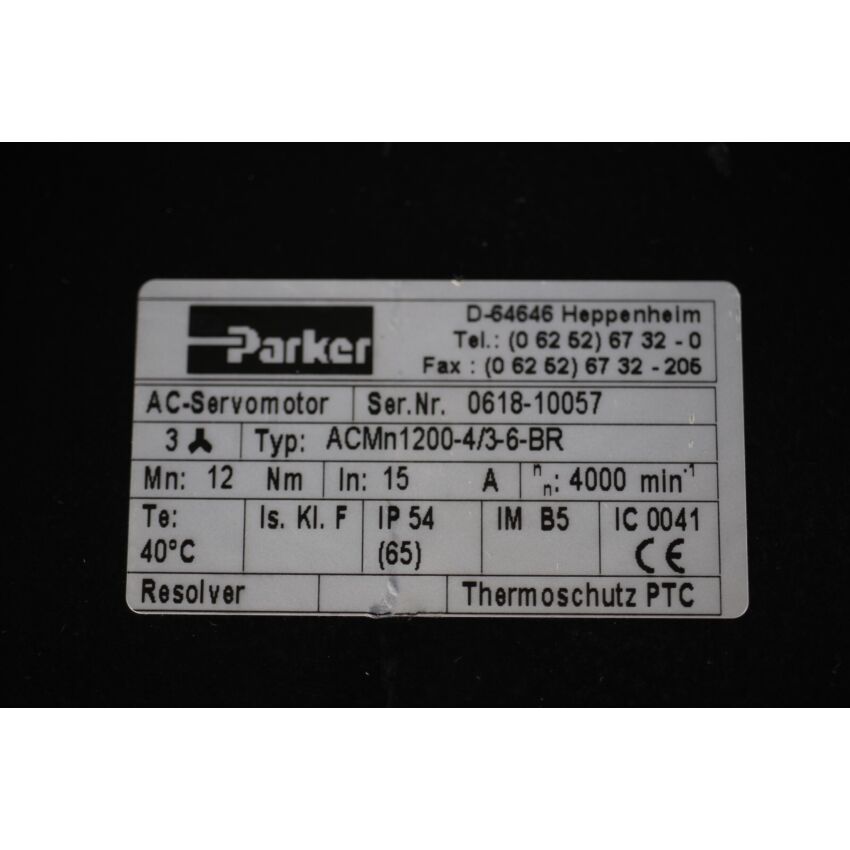 Parker
D-64646 Heppenheim
Tel.: (0 62 52) 67 32 - 0
Fax : (0 62 52) 67 32 - 205
AC-Servomotor Ser.Nr. 0618-10057
3 Typ: ACMn1200-4/3-6-BR
Mn: 12 Nm In: 15 A nn: 4000 min-1
Te: Is. Kl. F IP 54 IM B5 IC 0041
40°C (65) CE
Resolver Thermoschutz PTC